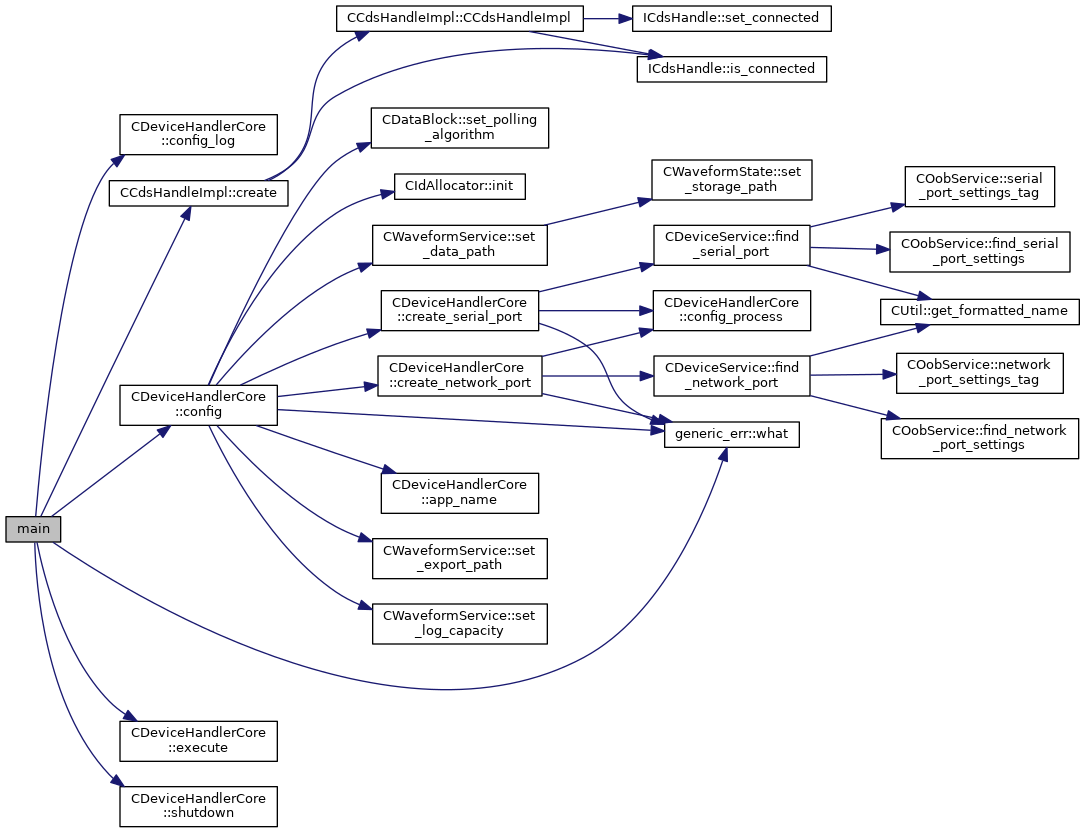 CCdsHandleImpl::CCdsHandleImpl
ICdsHandle::set_connected
ICdsHandle::is_connected
CDeviceHandlerCore
::config_log
CCdsHandleImpl::create
CDataBlock::set_polling
_algorithm
CIdAllocator::init
CWaveformState::set
_storage_path
COobService::serial
_port_settings_tag
CWaveformService::set
_data_path
CDeviceService::find
_serial_port
COobService::find_serial
_port_settings
CDeviceHandlerCore
::create_serial_port
CDeviceHandlerCore
::config_process
CUtil::get_formatted_name
CDeviceHandlerCore
::create_network_port
CDeviceService::find
_network_port
COobService::network
_port_settings_tag
CDeviceHandlerCore
::config
generic_err::what
COobService::find_network
_port_settings
CDeviceHandlerCore
::app_name
main
CWaveformService::set
_export_path
CWaveformService::set
_log_capacity
CDeviceHandlerCore
::execute
CDeviceHandlerCore
::shutdown